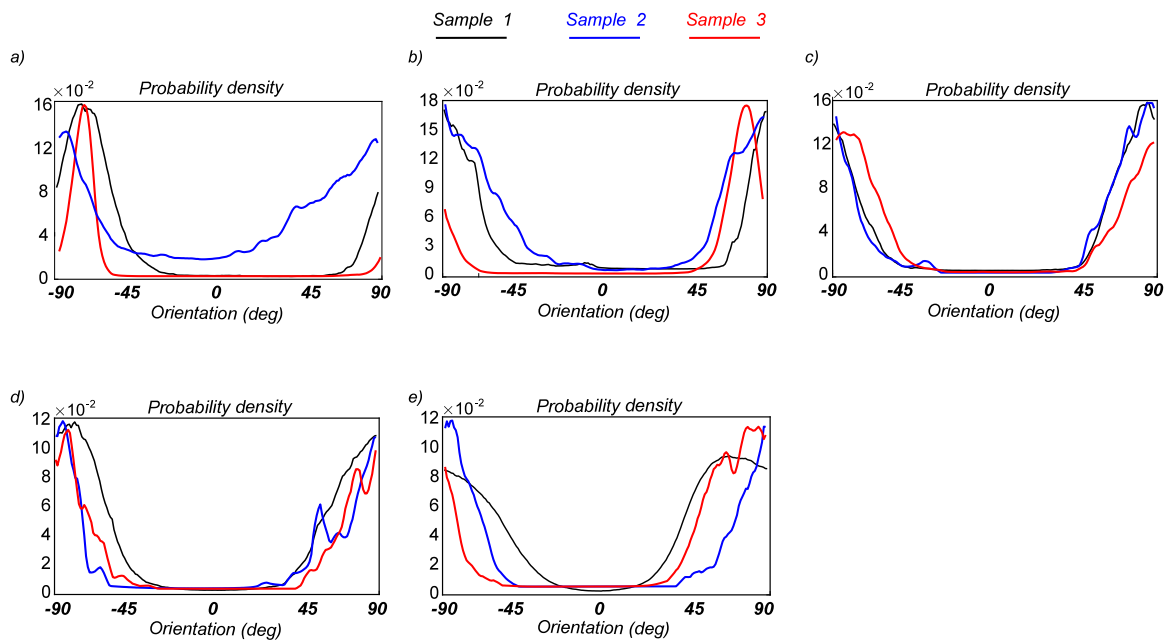 Sample 1 Sample 2 Sample 3
a) b) c)
×10-2 Probability density ×10-2 Probability density ×10-2 Probability density
16 18 16
12 15 12
8 12 8
4 9 4
0 6 0
3
0
-90 -45 0 45 90 -90 -45 0 45 90 -90 -45 0 45 90
Orientation (deg) Orientation (deg) Orientation (deg)
d) e)
×10-2 Probability density ×10-2 Probability density
12 12
10 10
8 8
6 6
4 4
2 2
0 0
-90 -45 0 45 90 -90 -45 0 45 90
Orientation (deg) Orientation (deg)